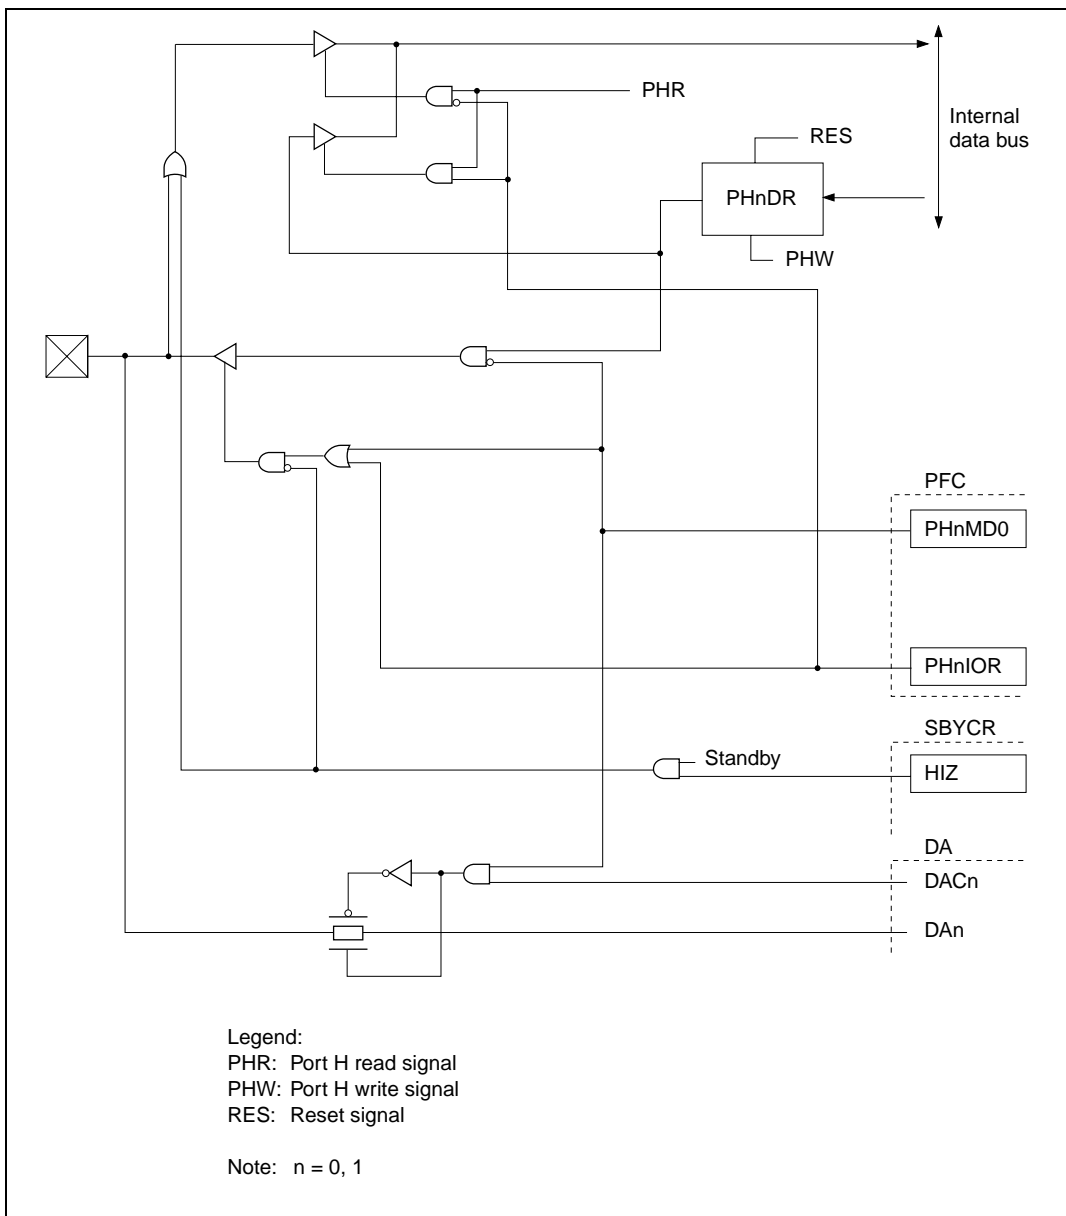 PHR
Internal
data bus
RES
PHnDR
PHW
PFC
PHnMD0
PHnIOR
SBYCR
Standby
HIZ
DA
DACn
DAn
Legend:
PHR: Port H read signal
PHW: Port H write signal
RES: Reset signal
Note: n = 0, 1